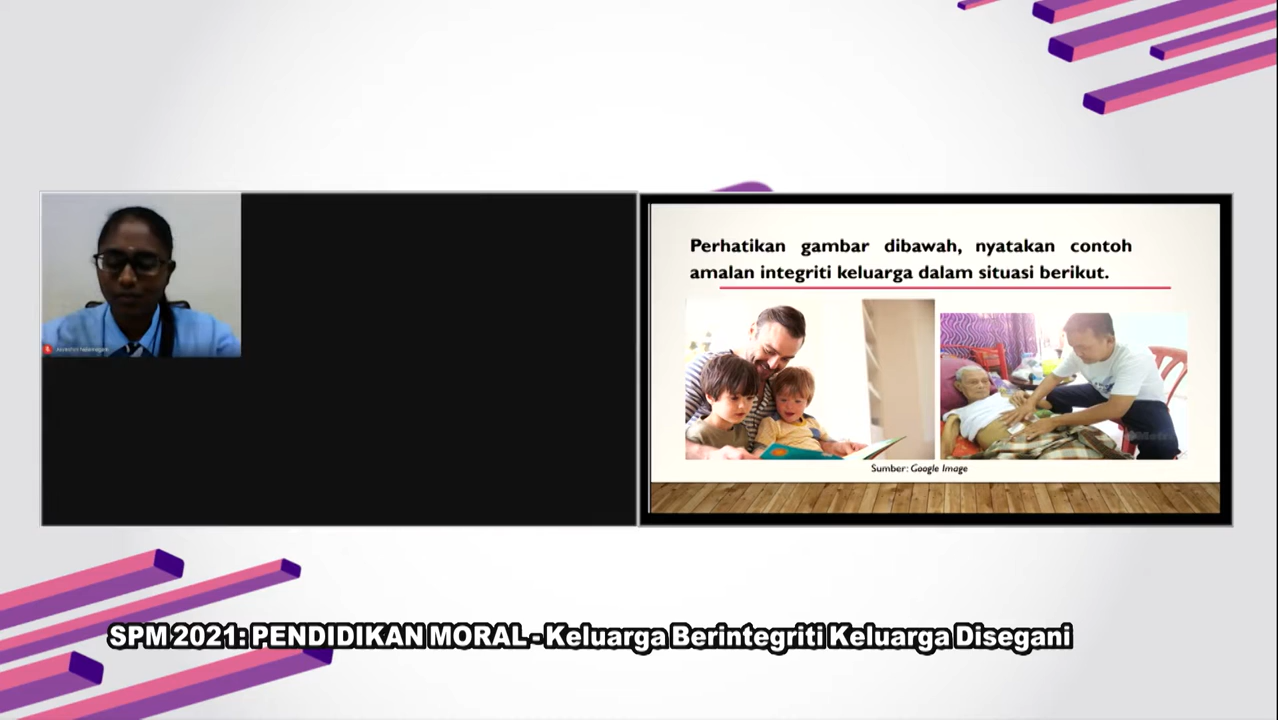 Perhatikan gambar dibawah, nyatakan contoh
amalan integriti keluarga dalam situasi berikut.
Sumber: Google Image
SPM 2021: PENDIDIKAN MORAL - Keluarga Berintegriti Keluarga Disegani